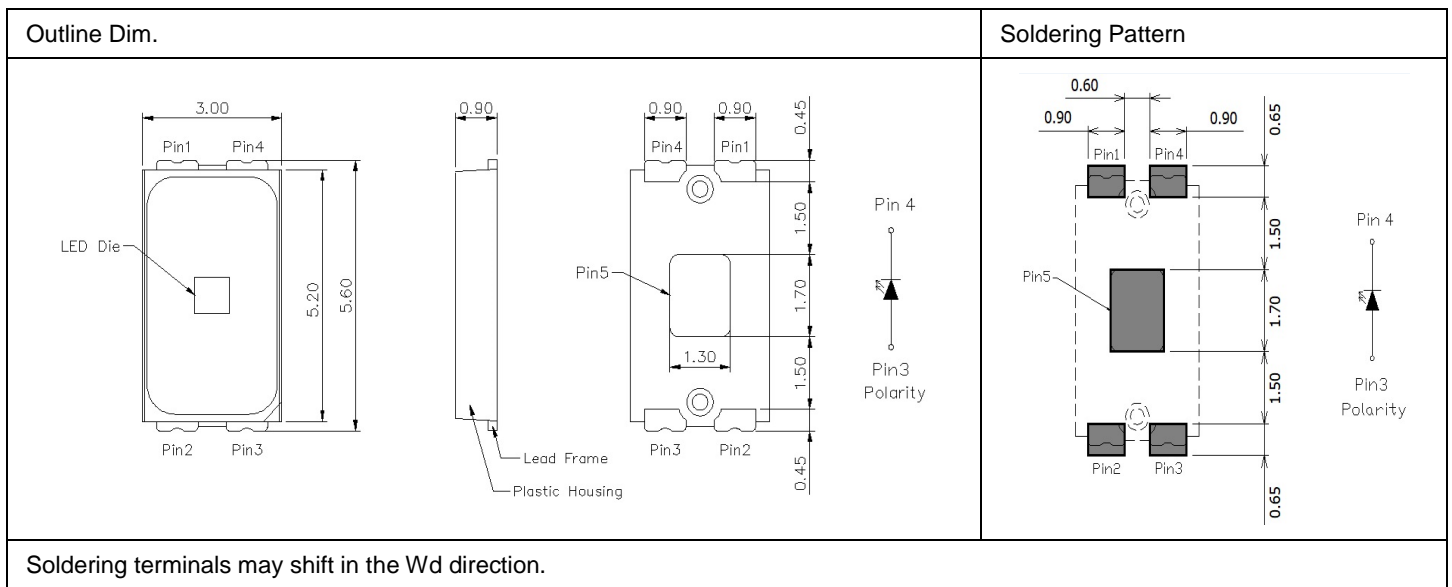 Outline Dim.
Soldering Pattern
3.00
Pin1 Pin4
LED Die
5.20
5.60
Pin2 Pin3
0.90
Lead Frame
Plastic Housing
0.90 0.90
0.45
Pin4 Pin1
1.50
Pin5
1.70
1.30
1.50
Pin3 Pin2
0.45
Pin 4
Pin3
Polarity
0.60
0.90 0.90
0.65
Pin1 Pin4
1.50
Pin5
1.70
1.50
Pin2 Pin3
0.65
Pin 4
Pin3
Polarity
Soldering terminals may shift in the Wd direction.